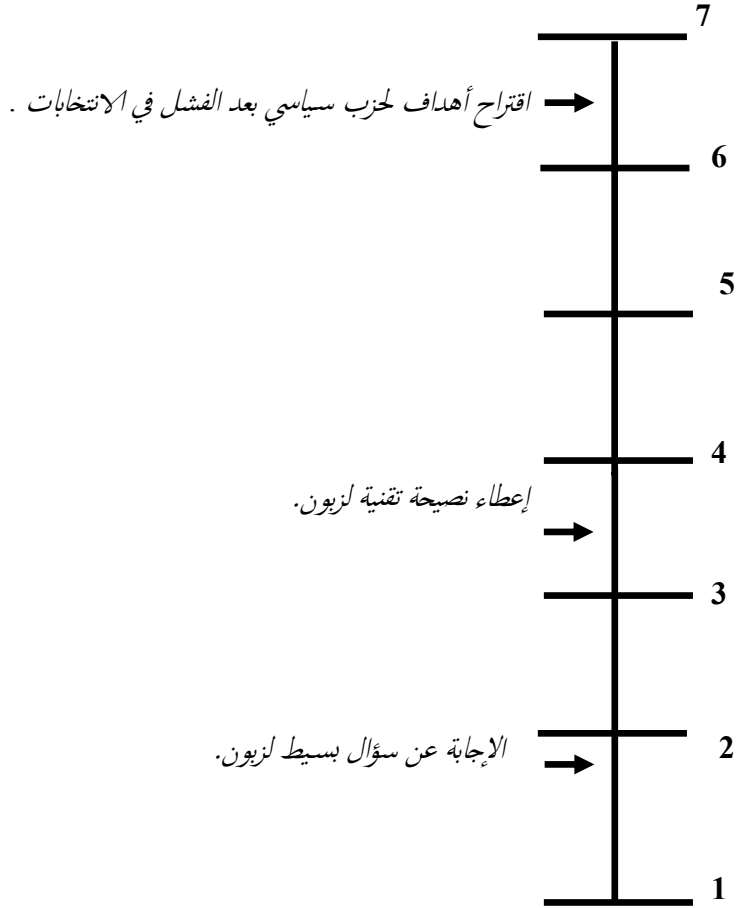 7
اقتراح أهداف لحزب سياسي بعد الفشل في الانتخابات .
6
5
4
إعطاء نصيحة تقنية لزبون.
3
2
الإجابة عن سؤال بسيط لزبون.
1